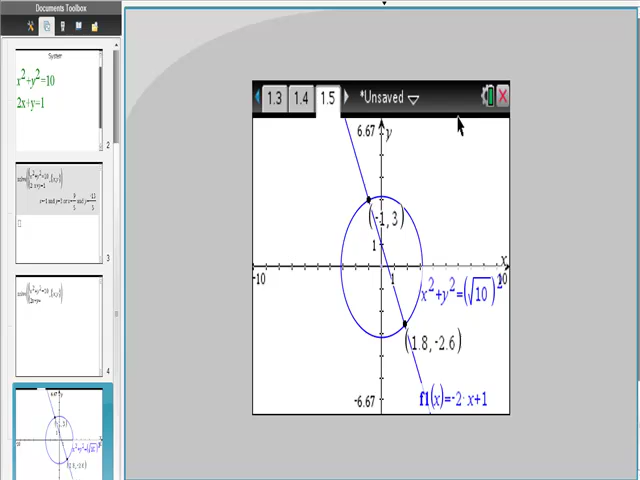 Documents Toolbox
System
x²+y²=10
2x+y=1
2
3
4
1.3
1.4
1.5
*Unsaved
6.67
y
(-1, 3)
1
x
-10
1
10
x²+y²=(√10)²
(1.8, -2.6)
-6.67
f1(x)=-2·x+1